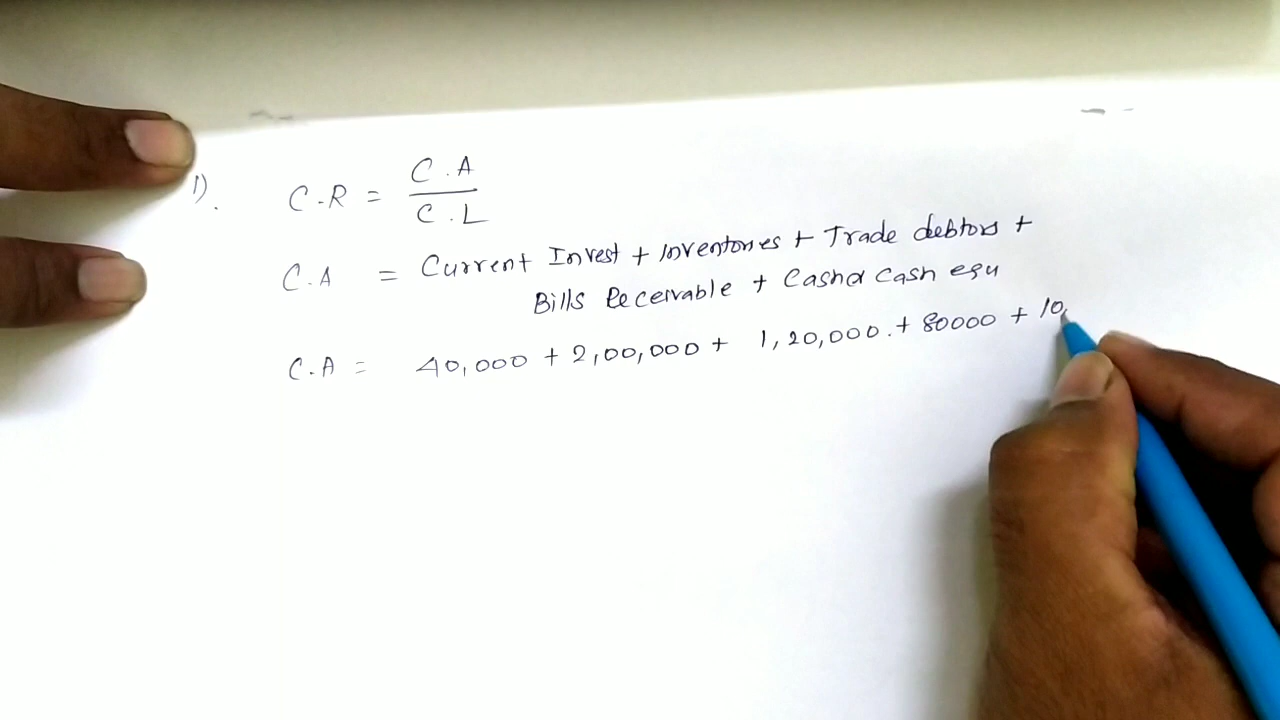 1). C.R = C.A / C.L
C.A = Current Invest + Inventories + Trade debtors +
Bills Receivable + Cash & Cash equ
C.A = 40,000 + 2,00,000 + 1,20,000 . + 80000 + 10,